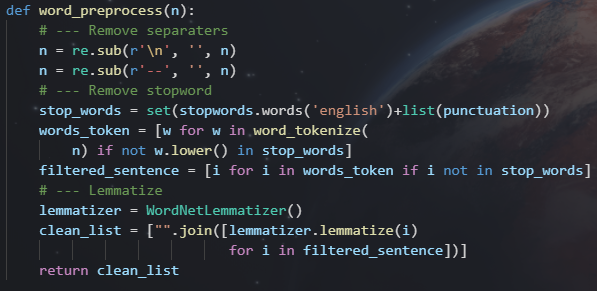 def word_preprocess(n):
    # --- Remove separaters
    n = re.sub(r'\n', '', n)
    n = re.sub(r'--', '', n)
    # --- Remove stopword
    stop_words = set(stopwords.words('english')+list(punctuation))
    words_token = [w for w in word_tokenize(
        n) if not w.lower() in stop_words]
    filtered_sentence = [i for i in words_token if i not in stop_words]
    # --- Lemmatize
    lemmatizer = WordNetLemmatizer()
    clean_list = ["".join([lemmatizer.lemmatize(i)
                           for i in filtered_sentence])]
    return clean_list